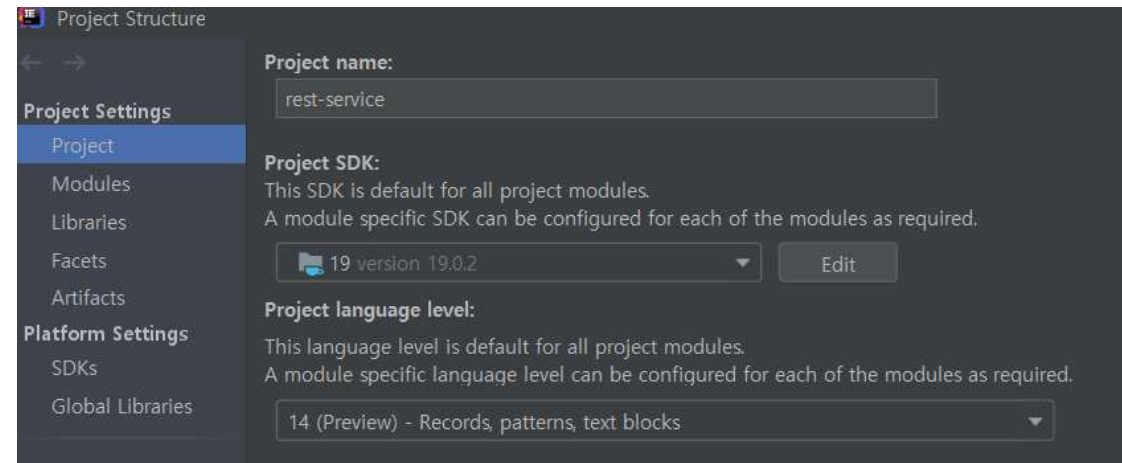 Project Structure
Project name:
rest-service
Project Settings
Project
Modules
Libraries
Facets
Artifacts
Platform Settings
SDKs
Global Libraries
Project SDK:
This SDK is default for all project modules.
A module specific SDK can be configured for each of the modules as required.
19 version 19.0.2
Edit
Project language level:
This language level is default for all project modules.
A module specific language level can be configured for each of the modules as required.
14 (Preview) - Records, patterns, text blocks